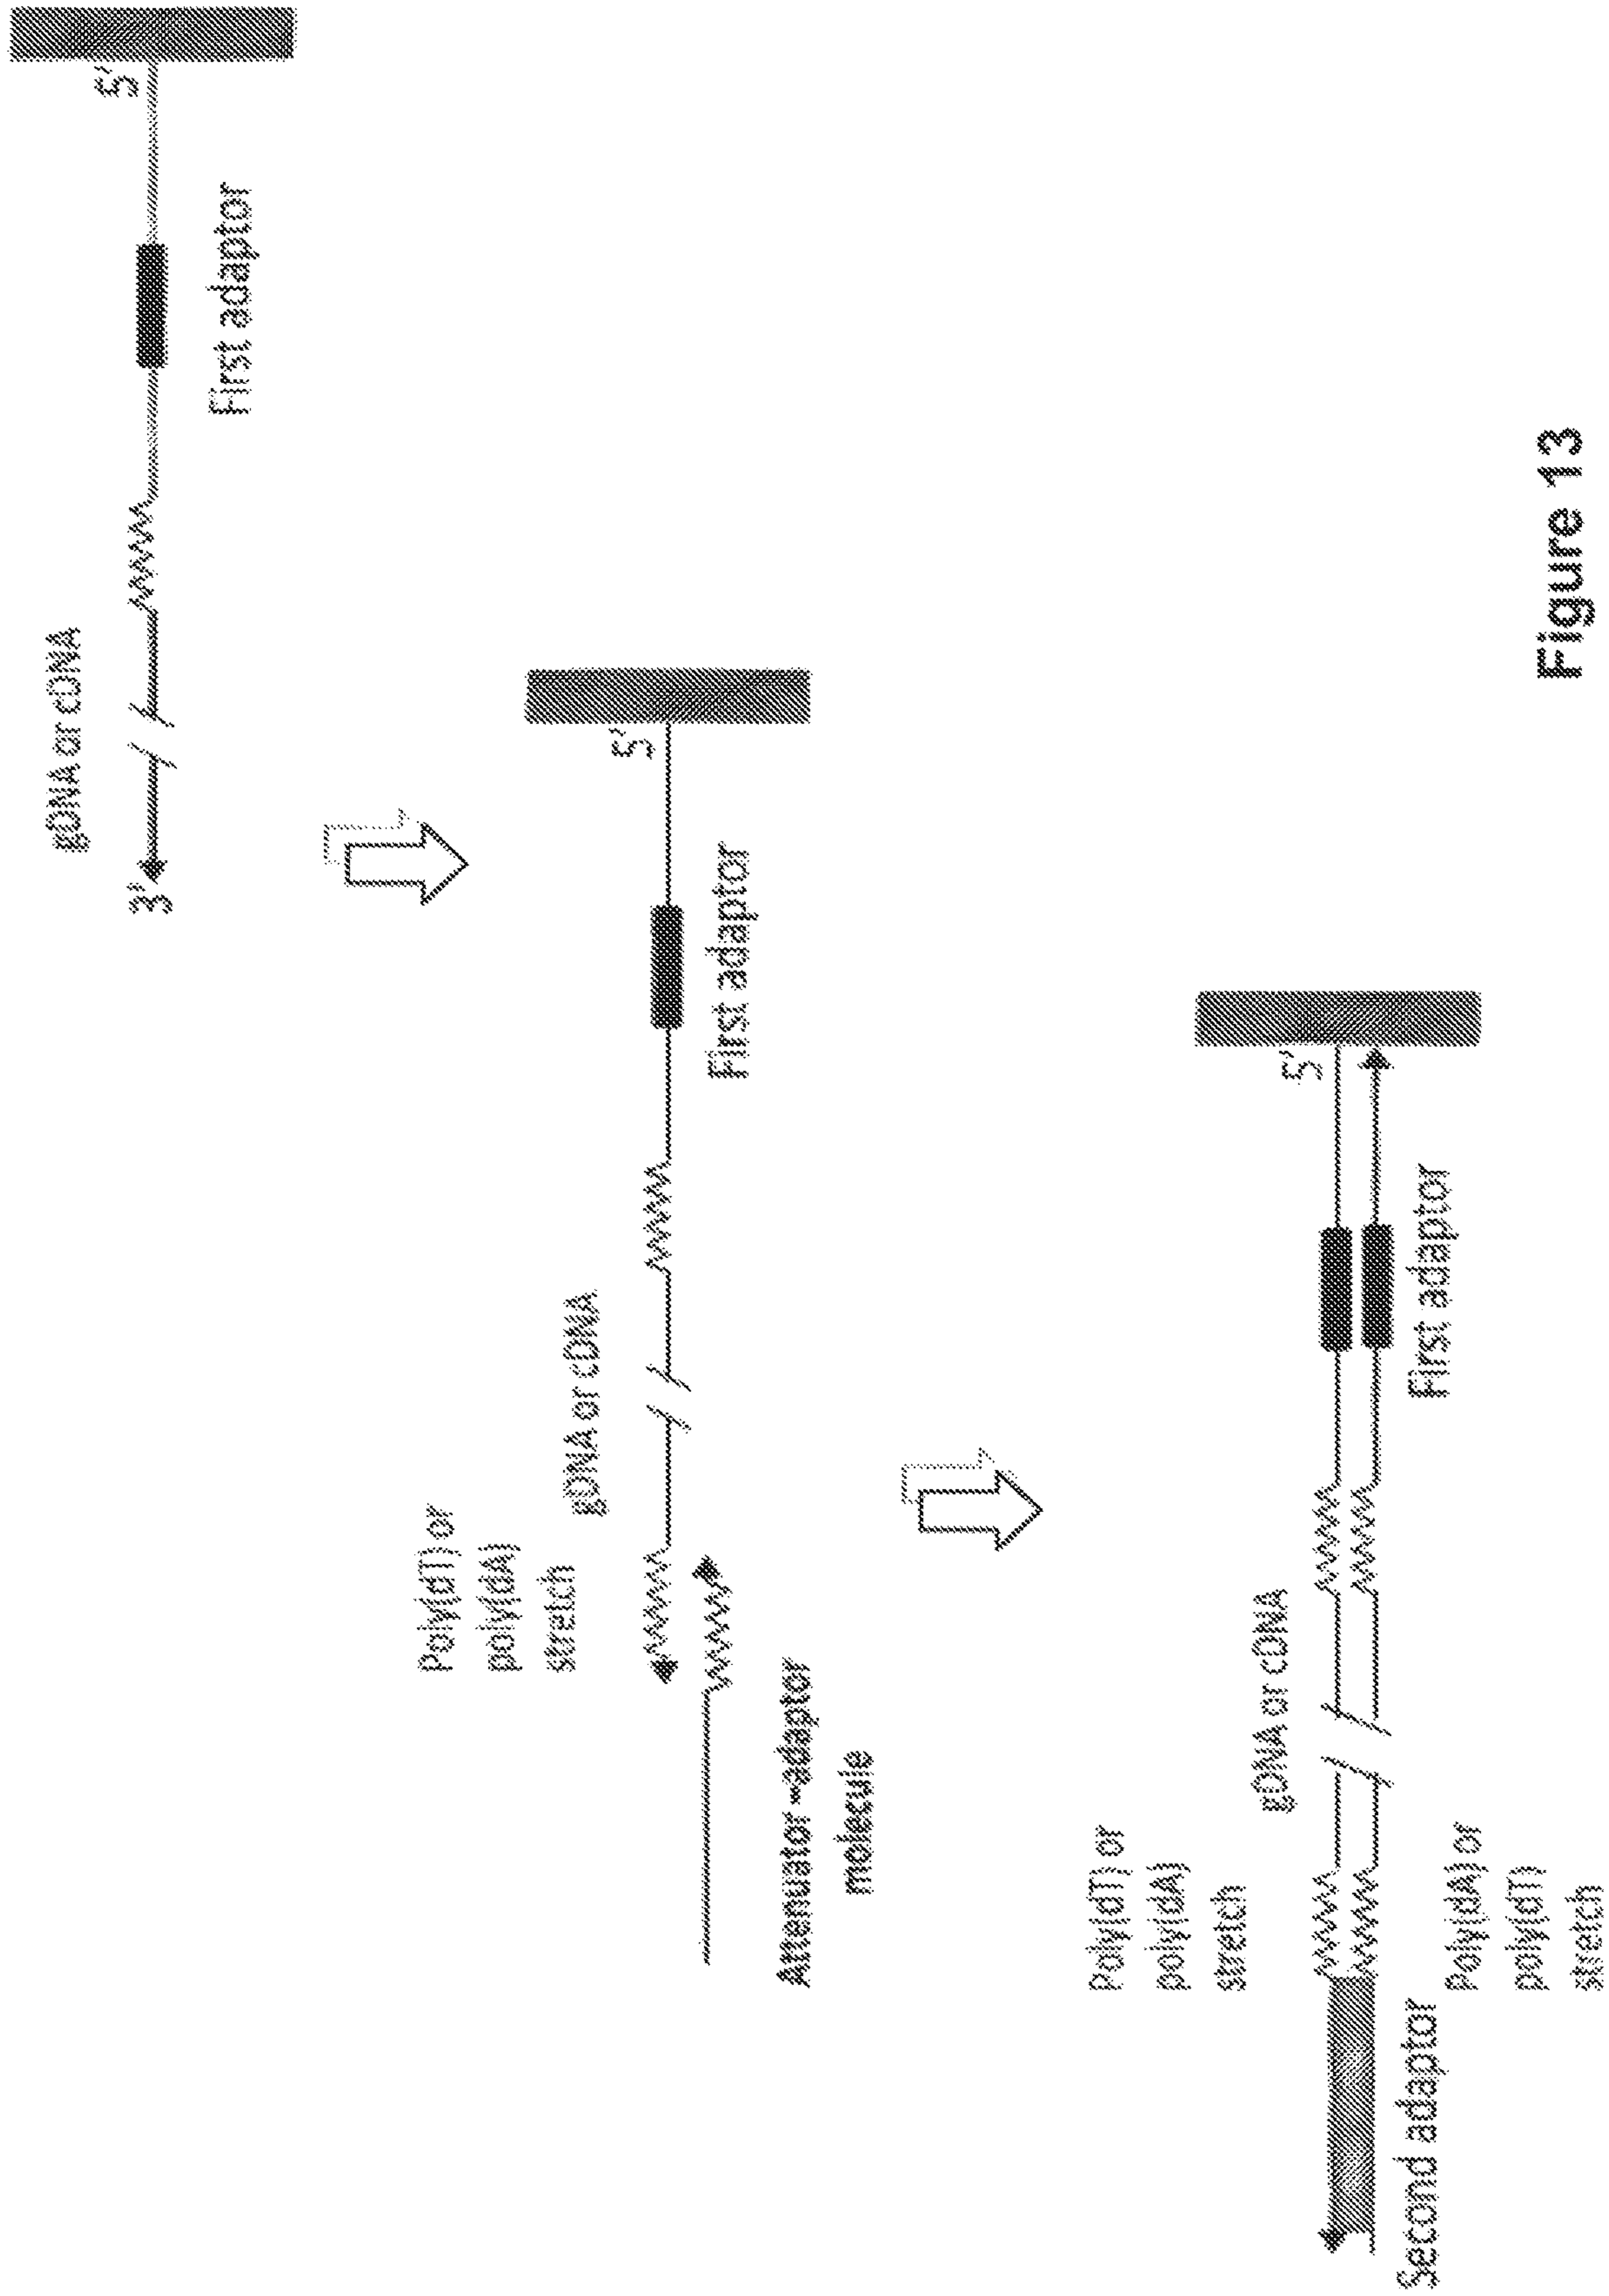 gDNA or cDNA
3'
5'
First adaptor
Poly(dT) or
poly(dA)
stretch
gDNA or cDNA
5'
Attenuator –adaptor
molecule
First adaptor
Poly(dT) or
poly(dA)
stretch
gDNA or cDNA
5'
Second adaptor
Poly(dA) or
poly(dT)
stretch
First adaptor
Figure 13